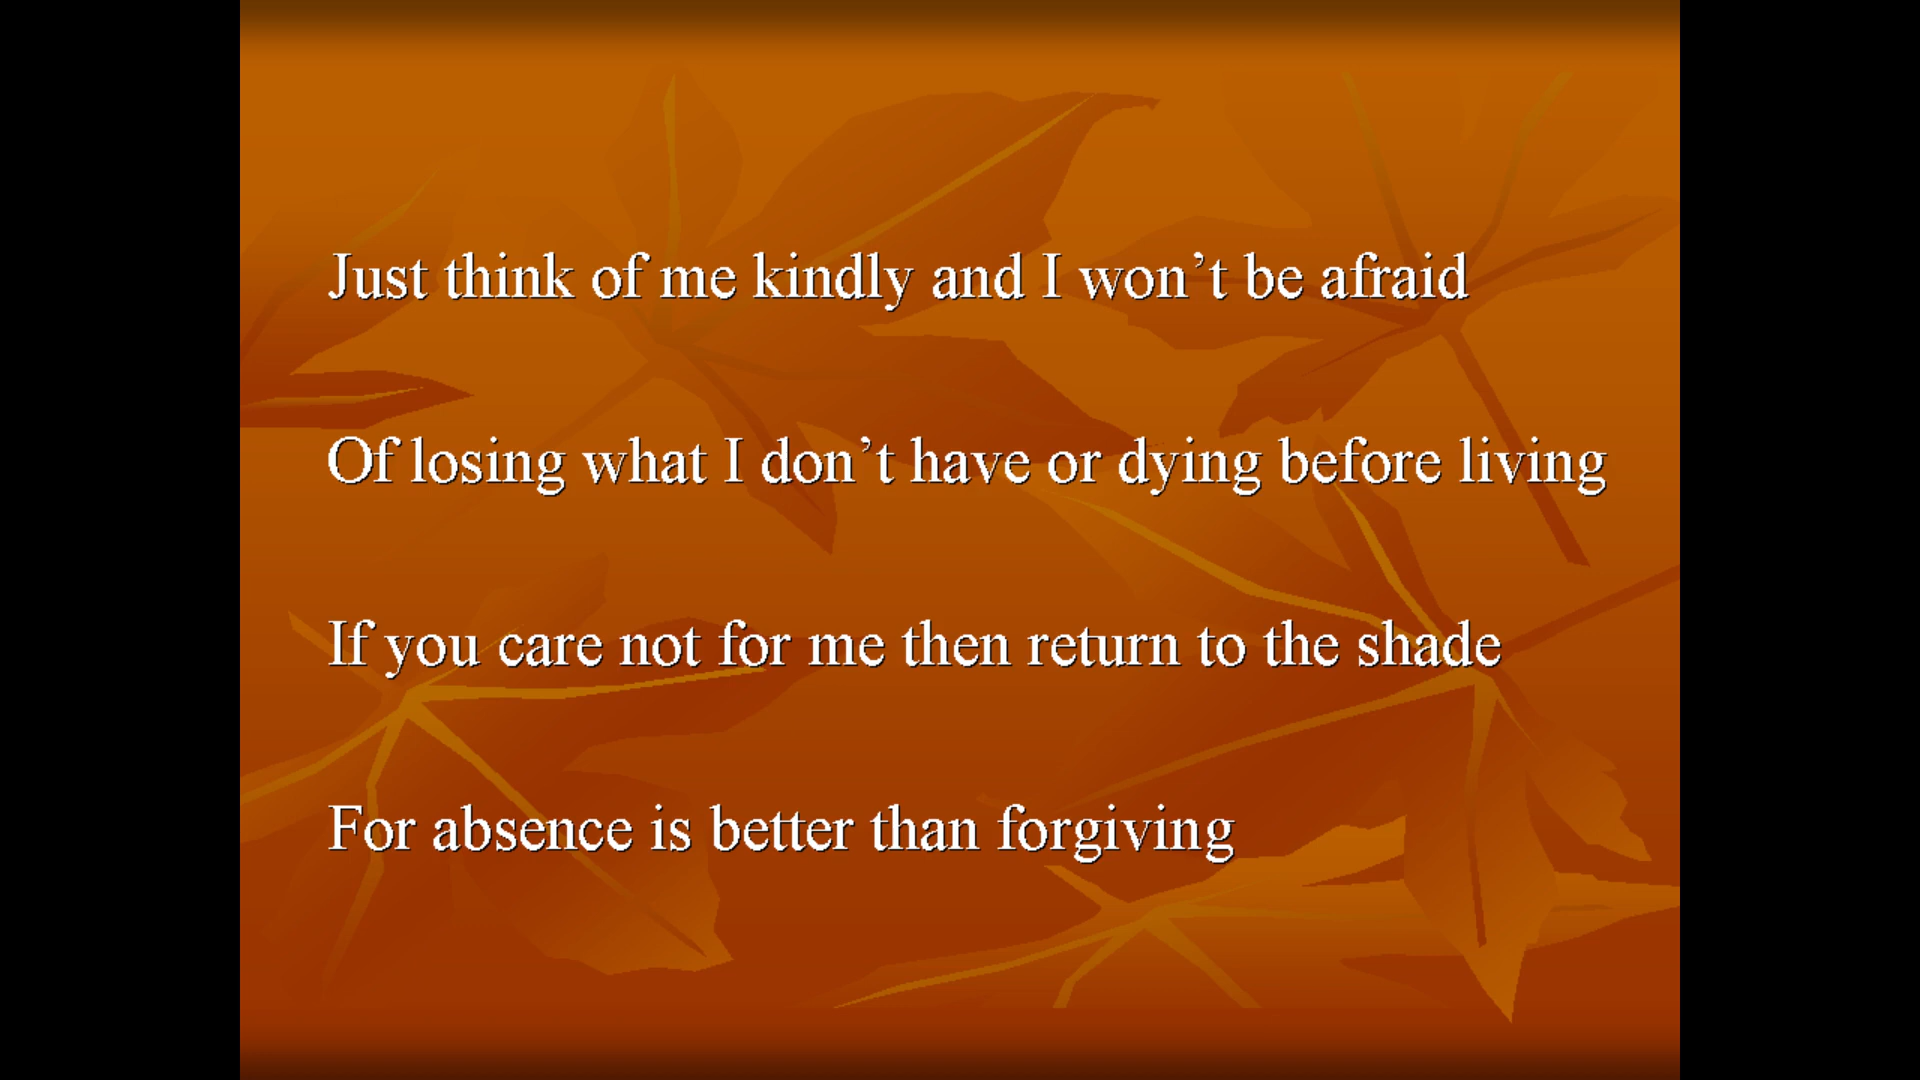 Just think of me kindly and I won’t be afraid
Of losing what I don’t have or dying before living
If you care not for me then return to the shade
For absence is better than forgiving